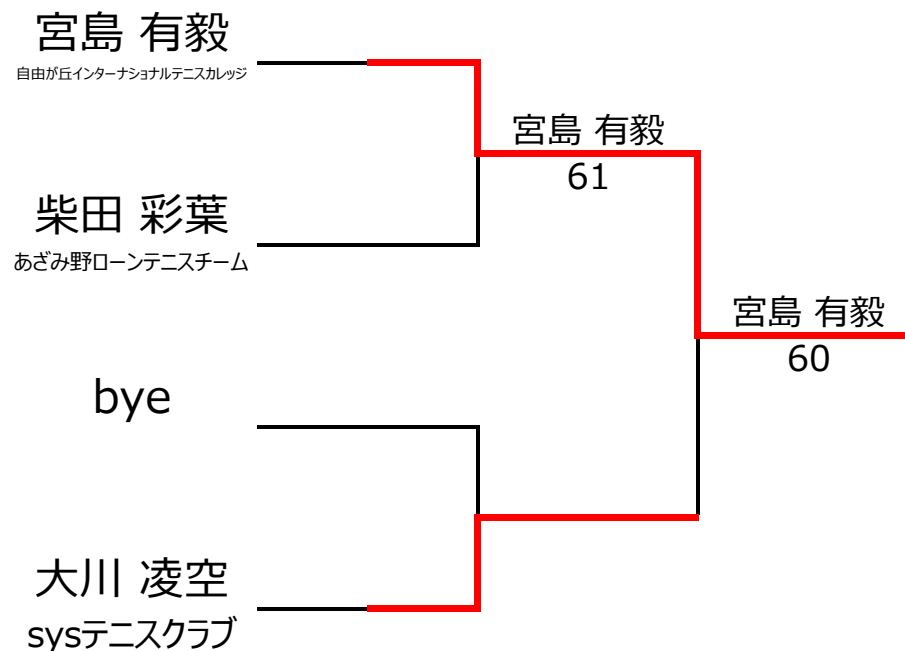 宮島 有毅
自由が丘インターナショナルテニスカレッジ
宮島 有毅
61
柴田 彩葉
あざみ野ローンテニスチーム
宮島 有毅
60
bye
大川 凌空
sysテニスクラブ